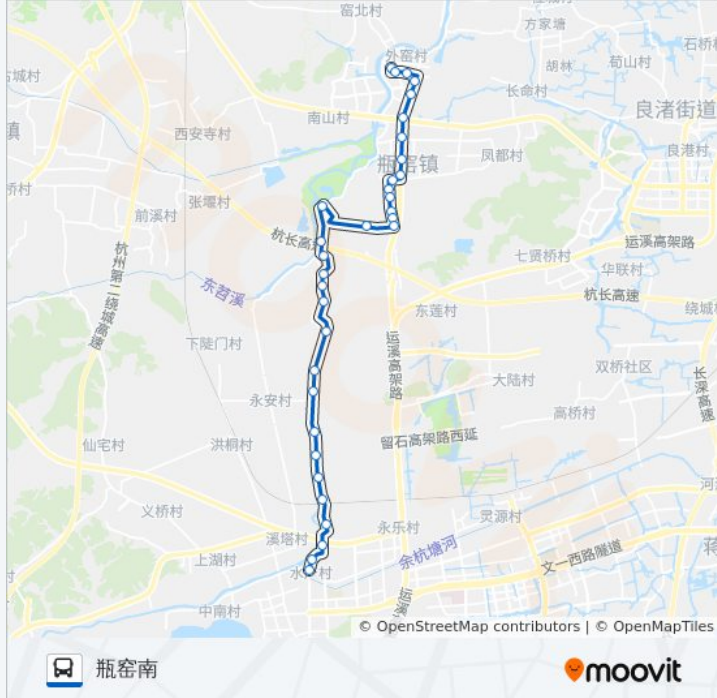 窑北村
方家塘
外窑村
石桥村
古城村
胡林
荀山村
长命村
良渚街道
南山村
镇
西安寺村
瓶窑镇
凤都村
良港村
桥村
张堰村
前溪村
杭长高速
运溪高架路
七贤桥村
华联村
杭州第二绕城高速
东苕溪
杭长高速
东莲村
绕城
下陡门村
运溪高架路
双桥社区
大陆村
长深高速
永安村
高桥村
留石高架路西延
仙宅村
洪桐村
义桥村
灵源村
永乐村
溪塔村
余杭塘河
上湖村
文一西路隧道
村
中南村
运溪
© OpenStreetMap contributors | © OpenMapTiles
瓶窑南
moovit